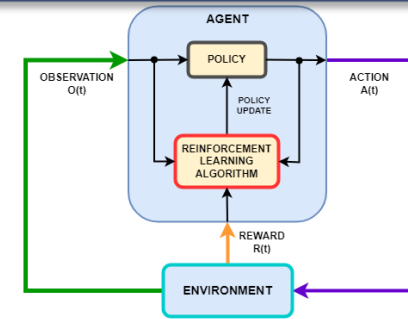 AGENT
POLICY
OBSERVATION
O(t)
ACTION
A(t)
POLICY
UPDATE
REINFORCEMENT
LEARNING
ALGORITHM
REWARD
R(t)
ENVIRONMENT